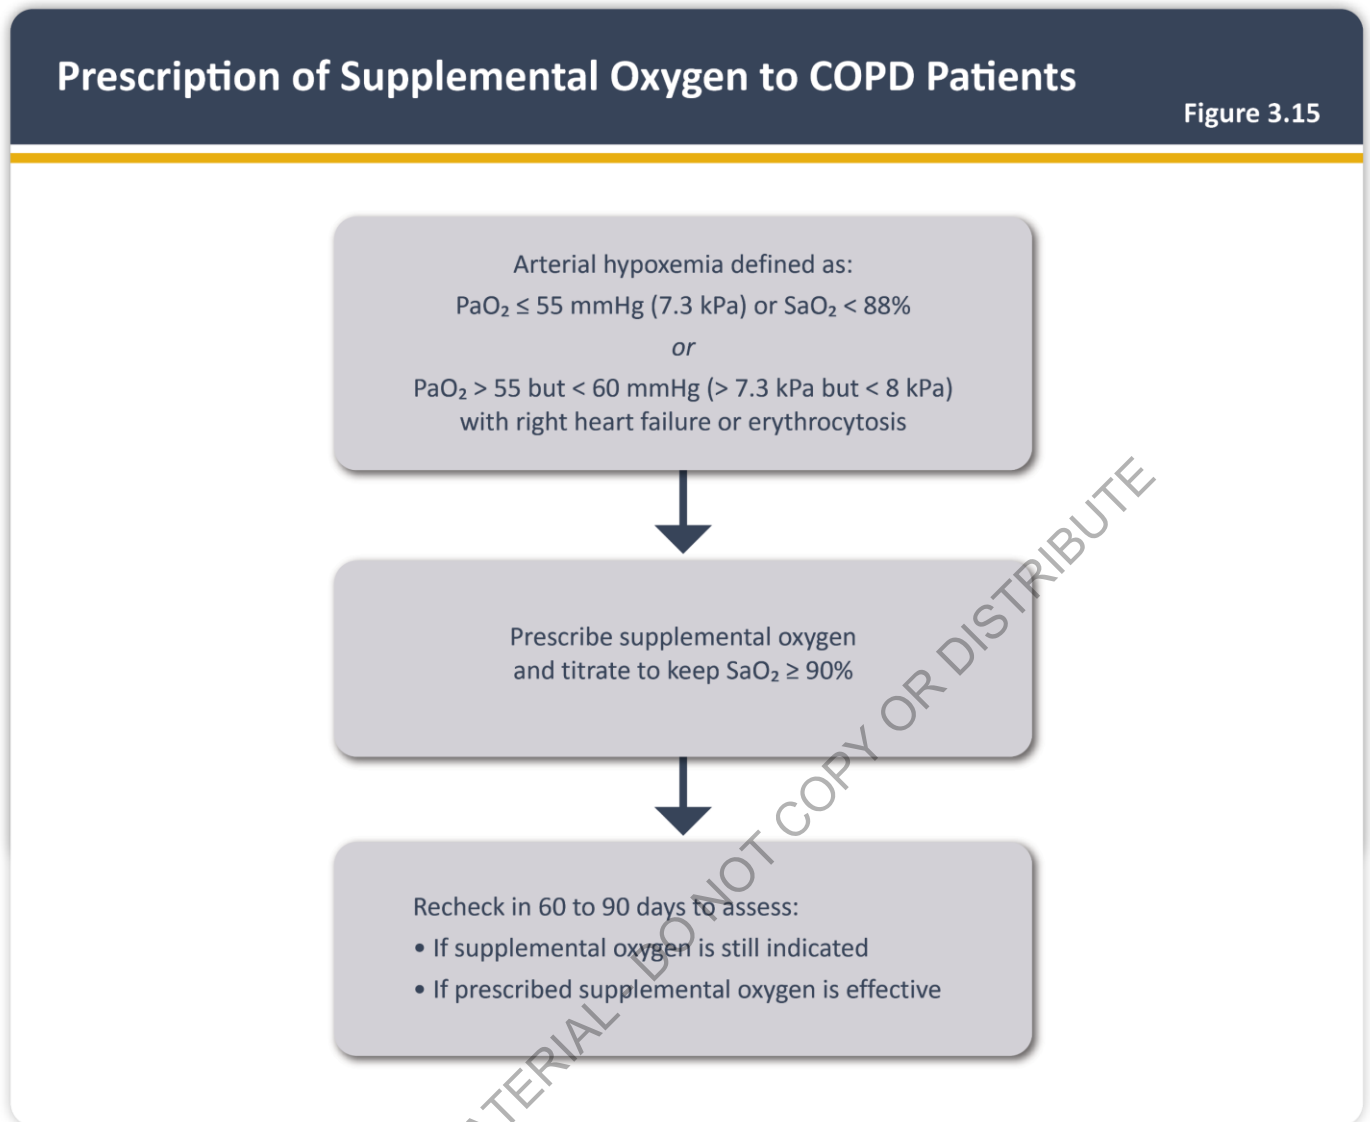 Prescription of Supplemental Oxygen to COPD Patients
Figure 3.15
Arterial hypoxemia defined as:
PaO₂ ≤ 55 mmHg (7.3 kPa) or SaO₂ < 88%
or
PaO₂ > 55 but < 60 mmHg (> 7.3 kPa but < 8 kPa)
with right heart failure or erythrocytosis
Prescribe supplemental oxygen
and titrate to keep SaO₂ ≥ 90%
Recheck in 60 to 90 days to assess:
• If supplemental oxygen is still indicated
• If prescribed supplemental oxygen is effective
ATERIAL - DO NOT COPY OR DISTRIBUTE